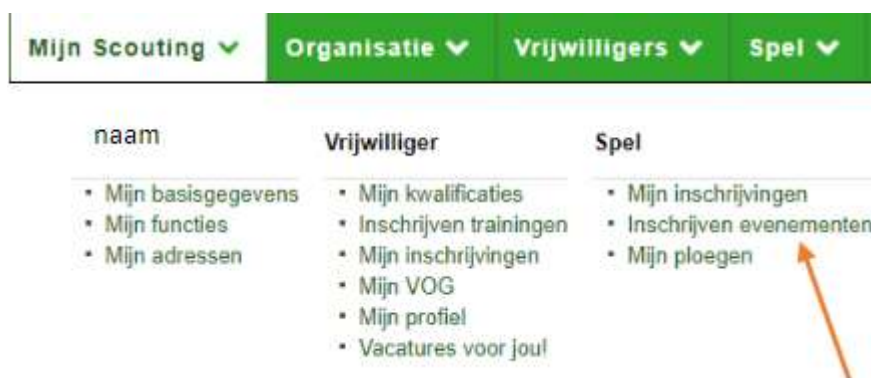 Mijn Scouting Organisatie Vrijwilligers Spel
naam
Mijn basisgegevens
Mijn functies
Mijn adressen
Vrijwilliger
Mijn kwalificaties
Inschrijven trainingen
Mijn inschrijvingen
Mijn VOG
Mijn profiel
Vacatures voor jou!
Spel
Mijn inschrijvingen
Inschrijven evenementen
Mijn ploegen